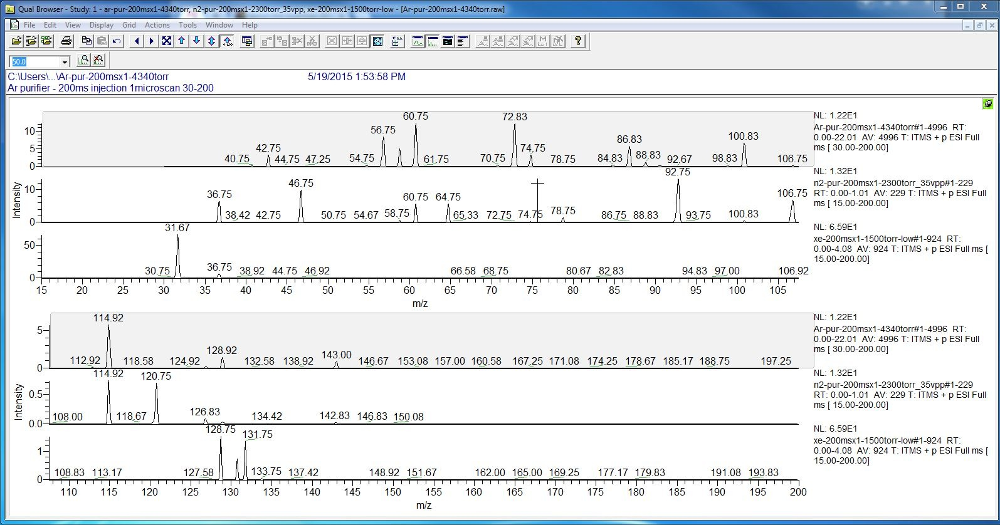 Qual Browser - Study: 1 - ar-pur-200msx1-4340torr, n2-pur-200msx1-2300torr_35vpp, xe-200msx1-1500torr-low - [Ar-pur-200msx1-4340torr.raw]
File Edit View Display Grid Actions Tools Window Help
0-100
?
50.0
C:\Users\...\Ar-pur-200msx1-4340torr 5/19/2015 1:53:58 PM
Ar purifier - 200ms injection 1microscan 30-200
60.75 72.83
56.75
42.75 74.75 86.83 100.83
40.75 44.75 47.25 54.75 61.75 70.75 78.75 84.83 88.83 92.67 98.83 106.75
10
5
0
NL: 1.22E1
Ar-pur-200msx1-4340torr#1-4996 RT:
0.00-22.01 AV: 4996 T: ITMS + p ESI Full
ms [ 30.00-200.00]
92.75
46.75
36.75 60.75 64.75 106.75
38.42 42.75 50.75 54.67 58.75 65.33 72.75 74.75 78.75 86.75 88.83 93.75 100.83
10
0
Intensity
NL: 1.32E1
n2-pur-200msx1-2300torr_35vpp#1-229
RT: 0.00-1.01 AV: 229 T: ITMS + p ESI Full
ms [ 15.00-200.00]
31.67
30.75 36.75 38.92 44.75 46.92 66.58 68.75 80.67 82.83 94.83 97.00 106.92
50
0
NL: 6.59E1
xe-200msx1-1500torr-low#1-924 RT:
0.00-4.08 AV: 924 T: ITMS + p ESI Full ms [
15.00-200.00]
15 20 25 30 35 40 45 50 55 60 65 70 75 80 85 90 95 100 105
m/z
114.92
128.92 143.00
112.92 118.58 124.92 132.58 138.92 146.67 153.08 157.00 160.58 167.25 171.08 174.25 178.67 185.17 188.75 197.25
5
0
NL: 1.22E1
Ar-pur-200msx1-4340torr#1-4996 RT:
0.00-22.01 AV: 4996 T: ITMS + p ESI Full
ms [ 30.00-200.00]
114.92 120.75
108.00 118.67 126.83 134.42 142.83 146.83 150.08
0.5
0.0
Intensity
NL: 1.32E1
n2-pur-200msx1-2300torr_35vpp#1-229
RT: 0.00-1.01 AV: 229 T: ITMS + p ESI Full
ms [ 15.00-200.00]
128.75 131.75
108.83 113.17 127.58 133.75 137.42 148.92 151.67 162.00 165.00 169.25 177.17 179.83 191.08 193.83
1
0
NL: 6.59E1
xe-200msx1-1500torr-low#1-924 RT:
0.00-4.08 AV: 924 T: ITMS + p ESI Full ms [
15.00-200.00]
110 115 120 125 130 135 140 145 150 155 160 165 170 175 180 185 190 195 200
m/z